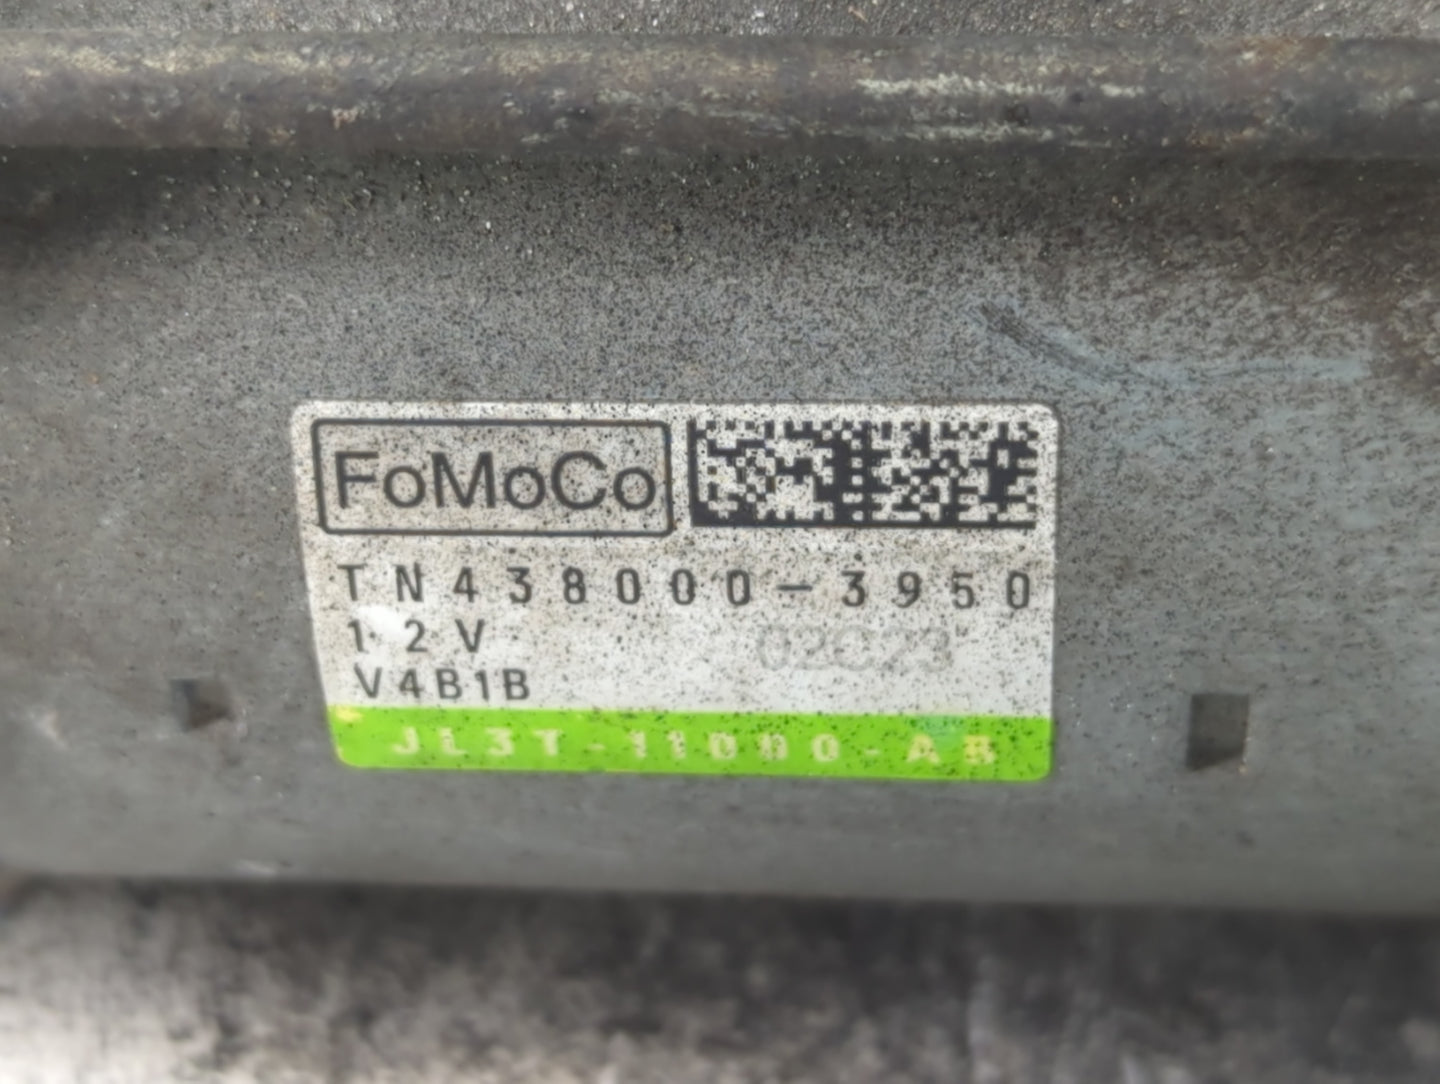 FoMoCo
TN438000-3950
12V 02C23
V4B1B
JL3T-11000-AB